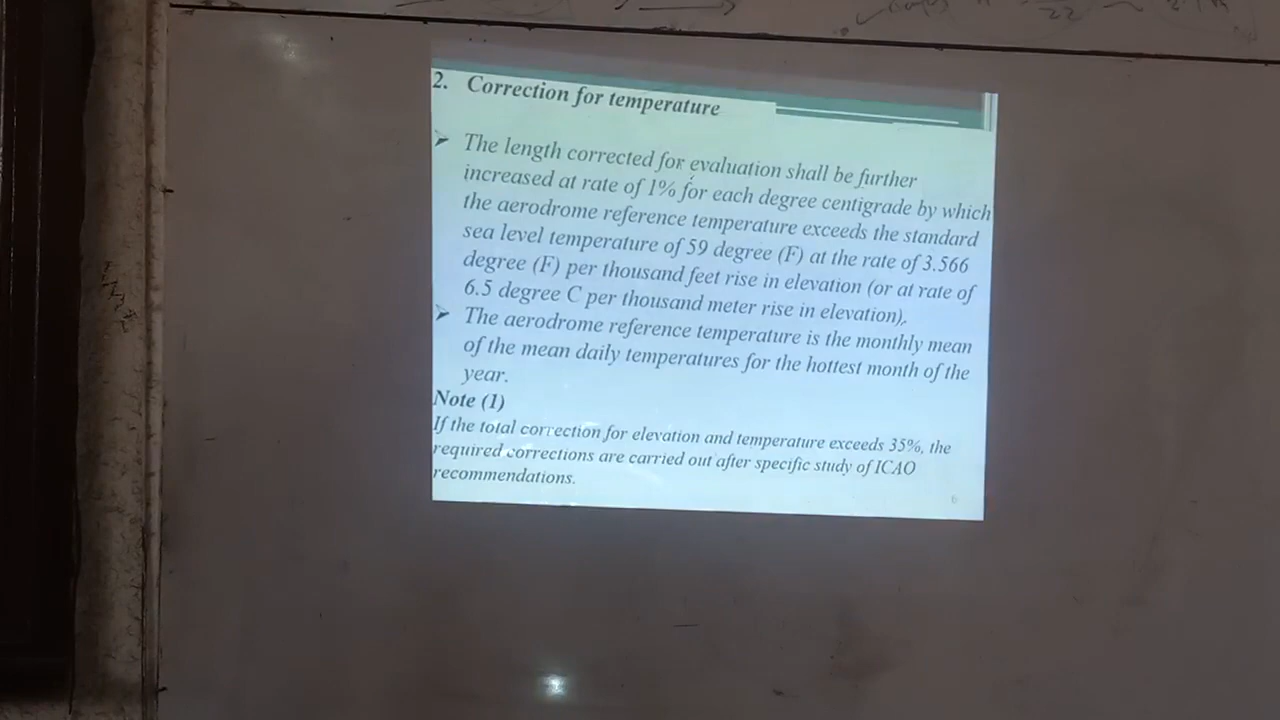 2. Correction for temperature
➢ The length corrected for evaluation shall be further
increased at rate of 1% for each degree centigrade by which
the aerodrome reference temperature exceeds the standard
sea level temperature of 59 degree (F) at the rate of 3.566
degree (F) per thousand feet rise in elevation (or at rate of
6.5 degree C per thousand meter rise in elevation).
➢ The aerodrome reference temperature is the monthly mean
of the mean daily temperatures for the hottest month of the
year.
Note (1)
If the total correction for elevation and temperature exceeds 35%, the
required corrections are carried out after specific study of ICAO
recommendations.
6